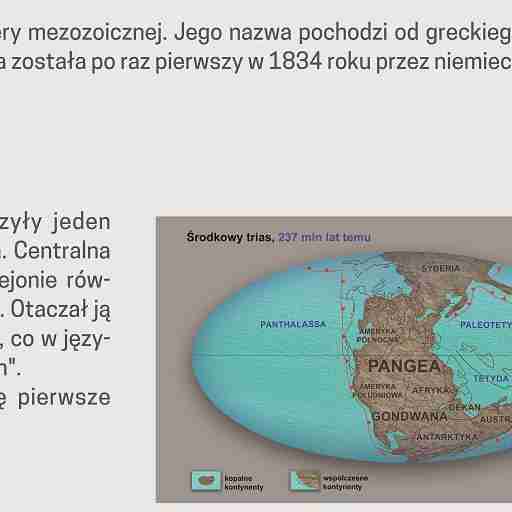 ery mezozoicznej. Jego nazwa pochodzi od greckieg
a została po raz pierwszy w 1834 roku przez niemiec
zyły jeden
. Centralna
ejonie rów-
. Otaczał ją
, co w języ-
n".
ę pierwsze
Środkowy trias, 237 mln lat temu
SYBERIA
PANTHALASSA
PALEOTETY
AMERYKA
PÓŁNOCNA
PANGEA
TETYDA
AMERYKA
POŁUDNIOWA
AFRYKA
DEKAN
GONDWANA
AUSTR
ANTARKTYKA
kopalne
kontynenty
współczesne
kontynenty